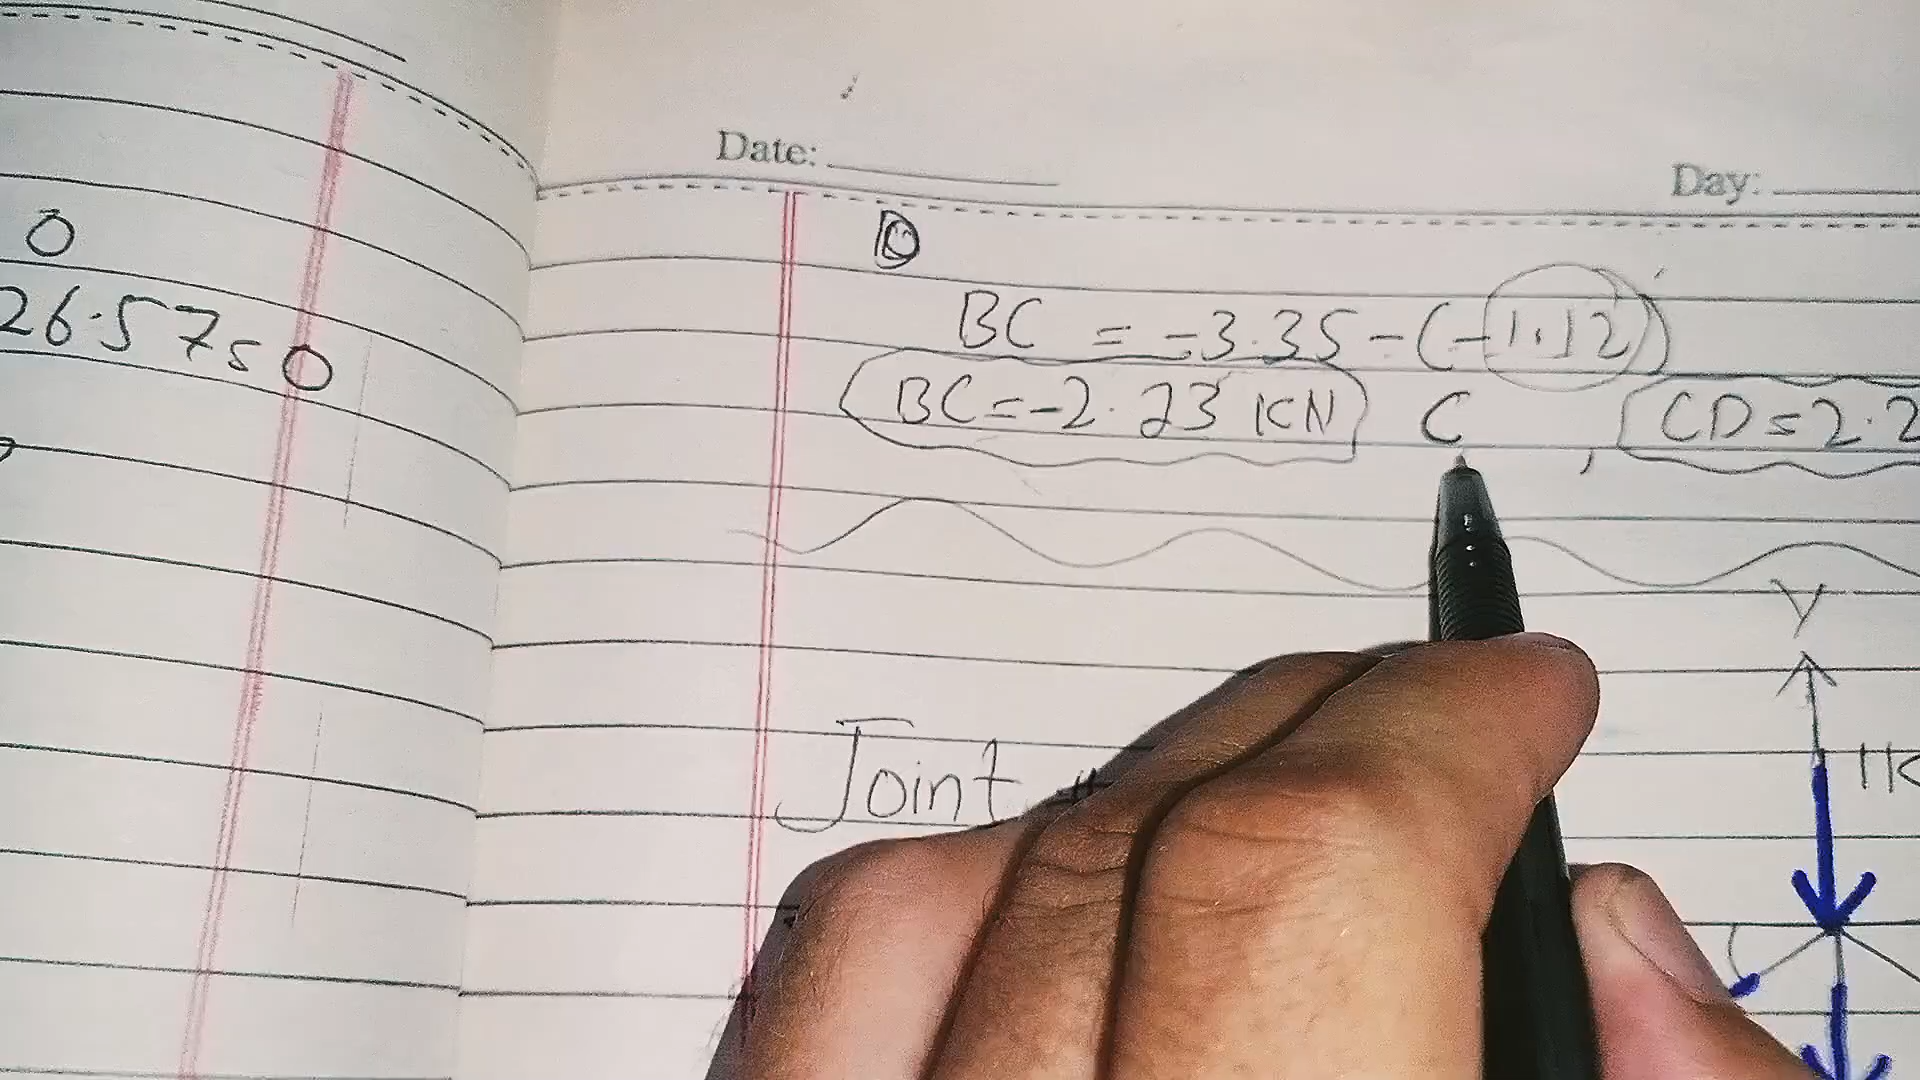 0
26.57=0
Date:
Day:
BC = -3.35-(-1.12)
BC=-2.23 KN C , CD=2.2
Y
Joint
1K